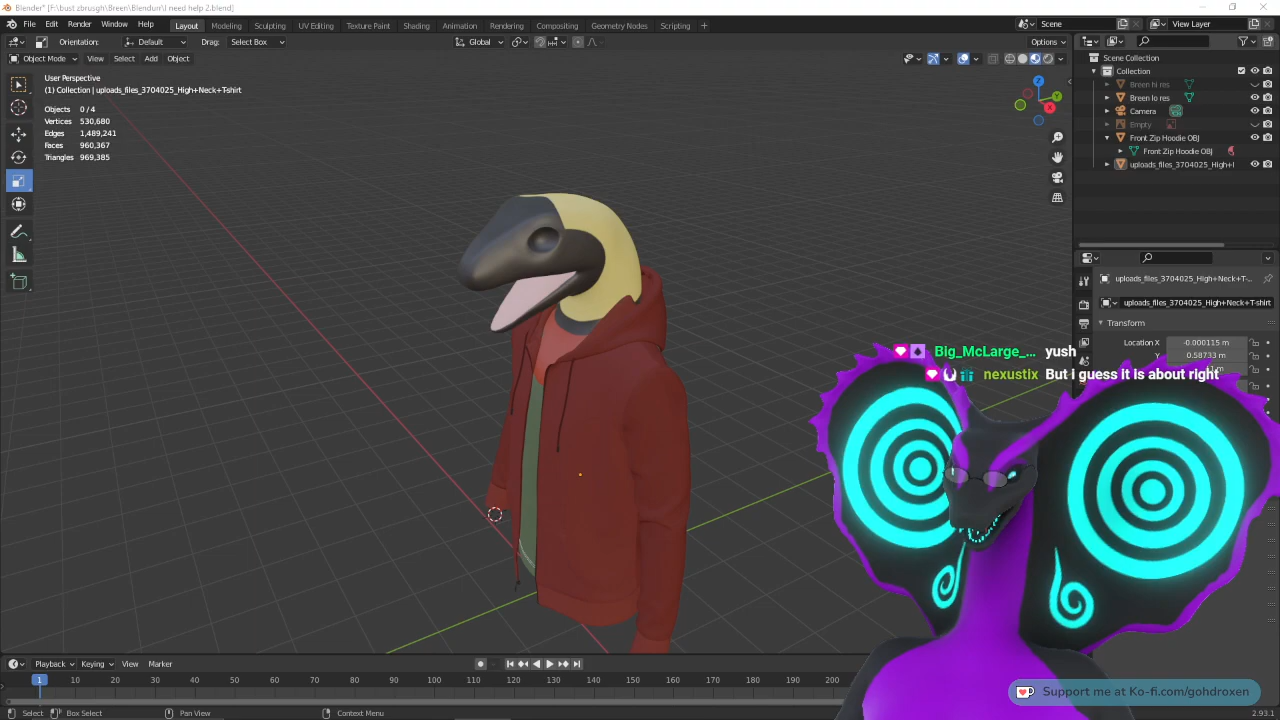 Blender* [F:\bust zbrusgh\Breen\Blendun\I need help 2.blend]
File Edit Render Window Help Layout Modeling Sculpting UV Editing Texture Paint Shading Animation Rendering Compositing Geometry Nodes Scripting + Scene View Layer
Orientation: Default Drag: Select Box Global Options
Object Mode View Select Add Object
User Perspective
(1) Collection | uploads_files_3704025_High+Neck+Tshirt
Objects 0 / 4
Vertices 530,680
Edges 1,489,241
Faces 960,367
Triangles 969,385
Z
Y
X
Scene Collection
Collection
Breen hi res
Breen lo res
Camera
Empty
Front Zip Hoodie OBJ
Front Zip Hoodie OBJ
uploads_files_3704025_High+I
uploads_files_3704025_High+Neck+T-...
uploads_files_3704025_High+Neck+T-shirt
Transform
Location X -0.000115 m
Y 0.58733 m
Big_McLarge_... yush
nexustix But I guess it is about right
Playback Keying View Marker
1 10 20 30 40 50 60 70 80 90 100 110 120 130 140 150 160 170 180 190 200
Select Box Select Pan View Context Menu
Support me at Ko-fi.com/gohdroxen
2.93.1